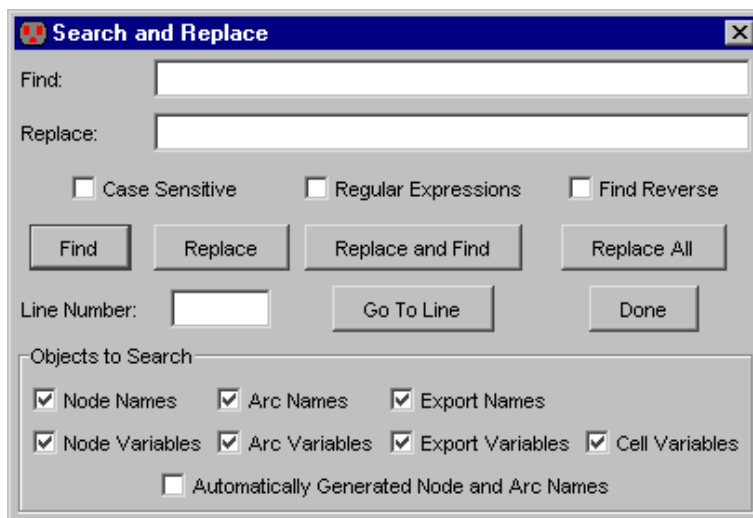 Search and Replace
Find:
Replace:
Case Sensitive Regular Expressions Find Reverse
Find Replace Replace and Find Replace All
Line Number: Go To Line Done
Objects to Search
Node Names Arc Names Export Names
Node Variables Arc Variables Export Variables Cell Variables
Automatically Generated Node and Arc Names